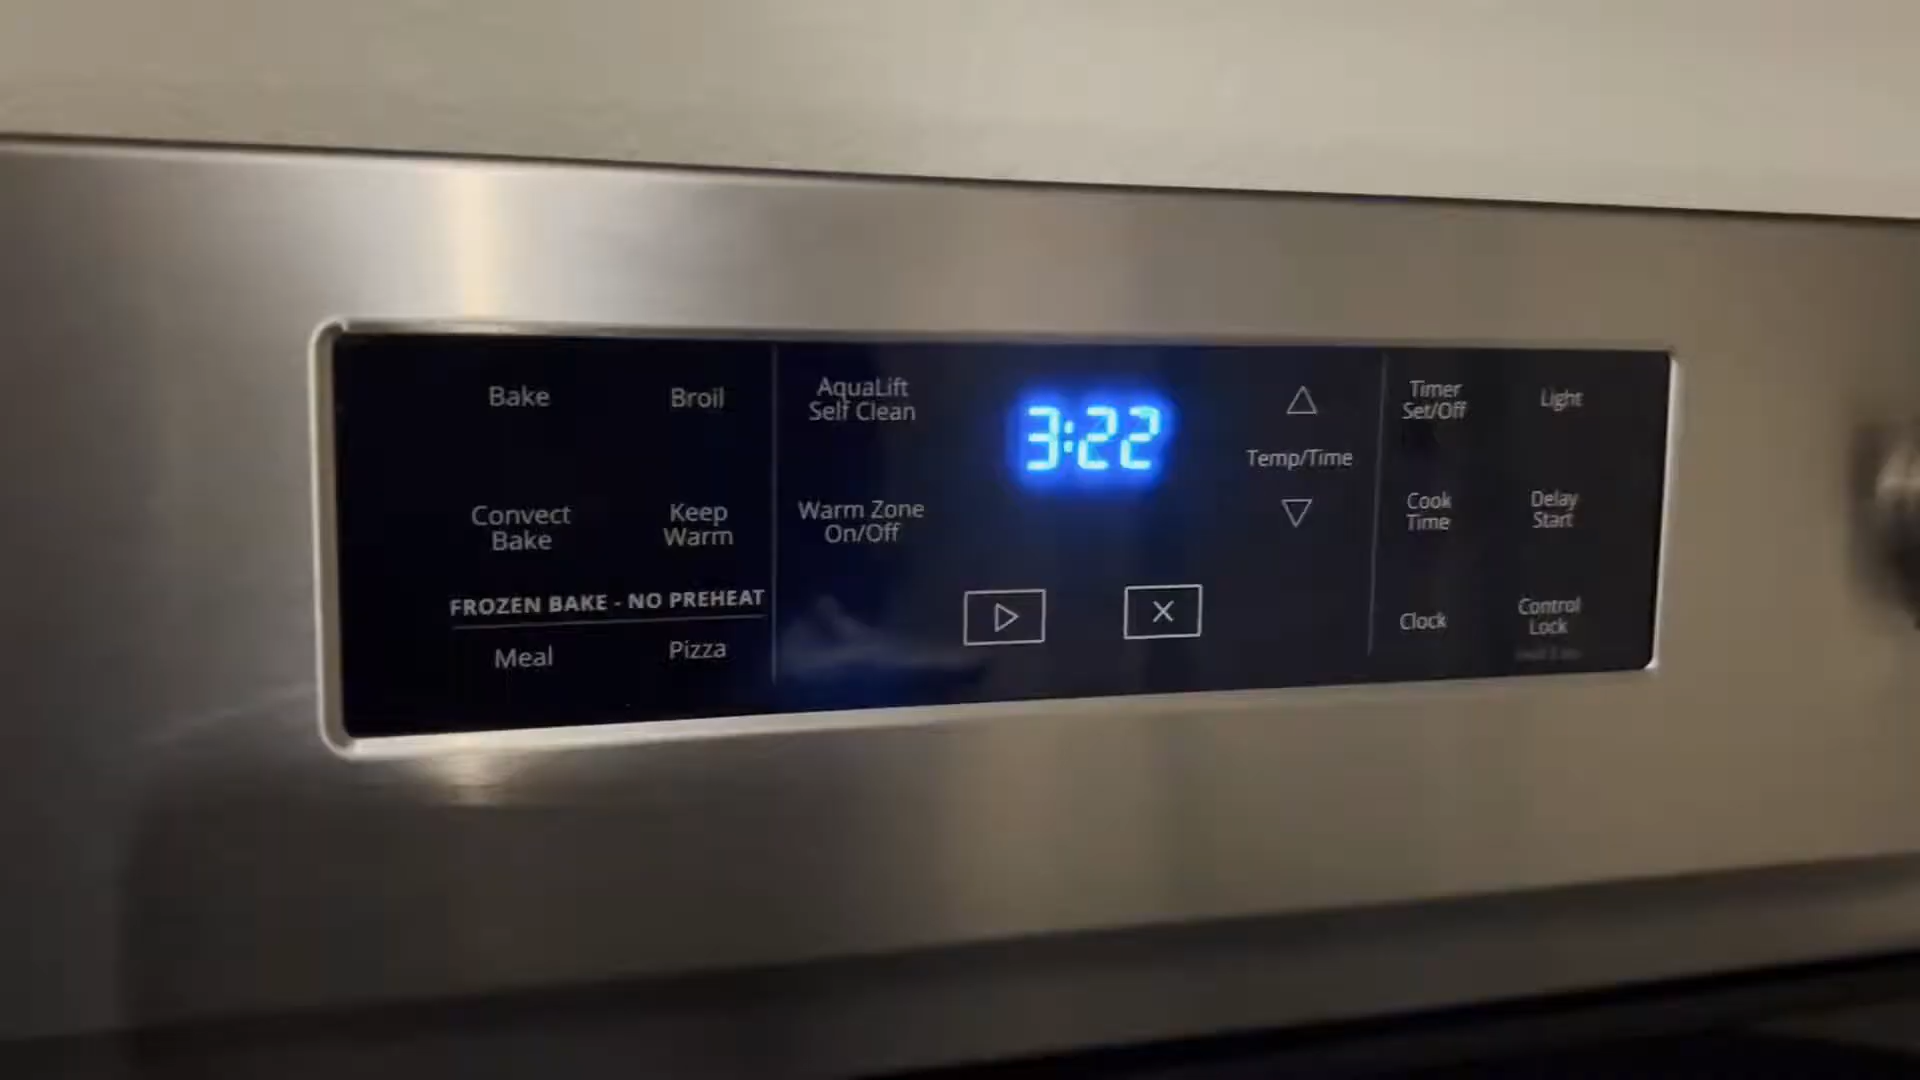 Bake
Broil
Convect
Bake
Keep
Warm
FROZEN BAKE - NO PREHEAT
Meal
Pizza
AquaLift
Self Clean
Warm Zone
On/Off
3:22
Temp/Time
Timer
Set/Off
Light
Cook
Time
Delay
Start
Clock
Control
Lock